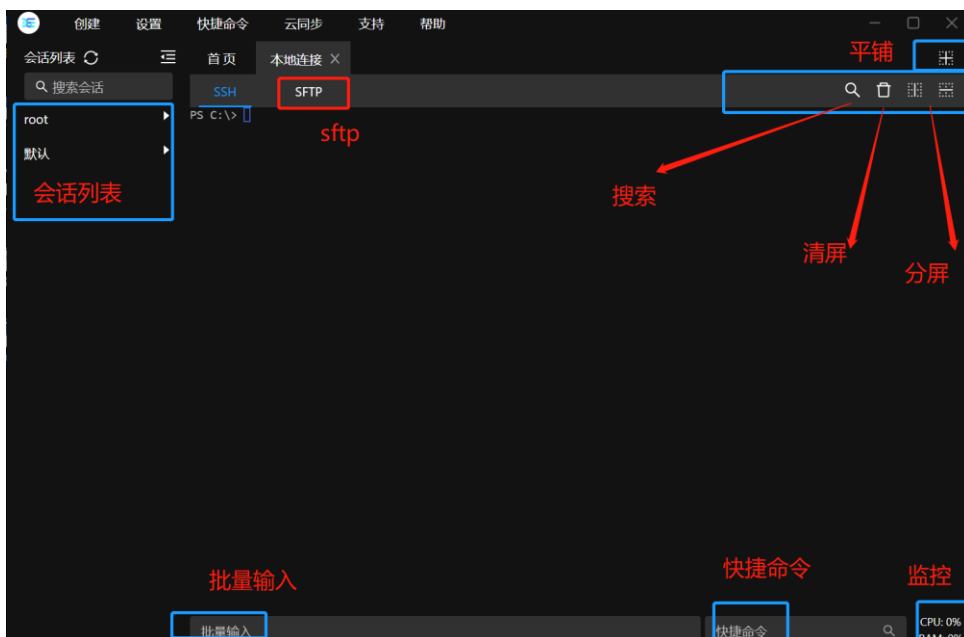 创建 设置 快捷命令 云同步 支持 帮助
会话列表 首页 本地连接 平铺
搜索会话 SSH SFTP
root PS C:\>
sftp
默认
会话列表
搜索
清屏
分屏
批量输入 快捷命令 监控
批量输入 快捷命令 CPU: 0%
RAM: 0%